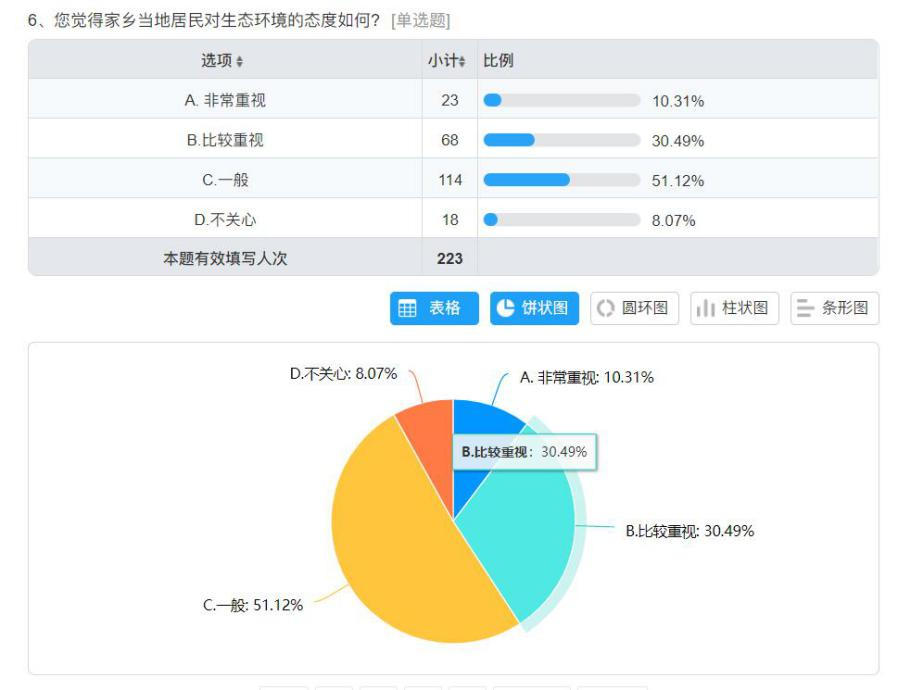 6、您觉得家乡当地居民对生态环境的态度如何? [单选题]
选项 小计 比例
A. 非常重视 23 10.31%
B.比较重视 68 30.49%
C.一般 114 51.12%
D.不关心 18 8.07%
本题有效填写人次 223
表格 饼状图 圆环图 柱状图 条形图
D.不关心: 8.07%
A. 非常重视: 10.31%
B.比较重视: 30.49%
B.比较重视: 30.49%
C.一般: 51.12%